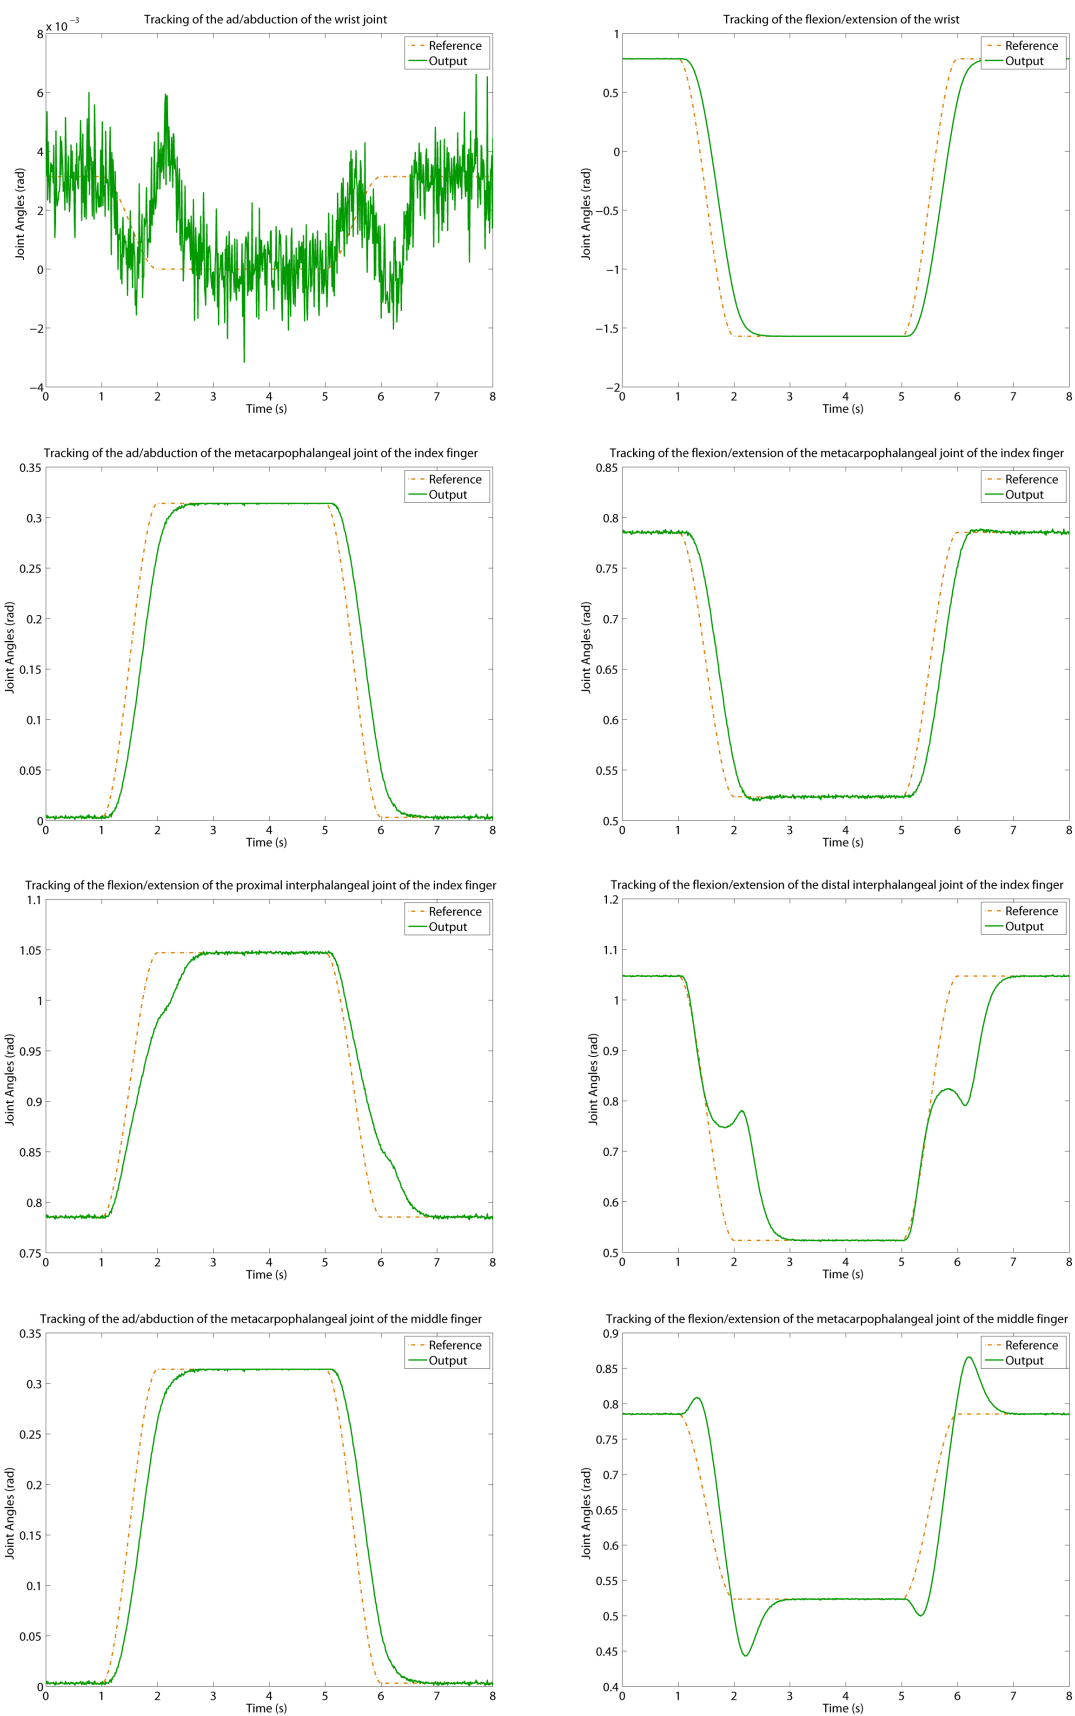 Tracking of the ad/abduction of the wrist joint
x 10 −3
8
6
4
2
0
−2
−4
Joint Angles (rad)
Reference
Output
0 1 2 3 4 5 6 7 8
Time (s)
Tracking of the flexion/extension of the wrist
1
0.5
0
−0.5
−1
−1.5
−2
Joint Angles (rad)
Reference
Output
0 1 2 3 4 5 6 7 8
Time (s)
Tracking of the ad/abduction of the metacarpophalangeal joint of the index finger
0.35
0.3
0.25
0.2
0.15
0.1
0.05
0
Joint Angles (rad)
Reference
Output
0 1 2 3 4 5 6 7 8
Time (s)
Tracking of the flexion/extension of the metacarpophalangeal joint of the index finger
0.85
0.8
0.75
0.7
0.65
0.6
0.55
0.5
Joint Angles (rad)
Reference
Output
0 1 2 3 4 5 6 7 8
Time (s)
Tracking of the flexion/extension of the proximal interphalangeal joint of the index finger
1.1
1.05
1
0.95
0.9
0.85
0.8
0.75
Joint Angles (rad)
Reference
Output
0 1 2 3 4 5 6 7 8
Time (s)
Tracking of the flexion/extension of the distal interphalangeal joint of the index finger
1.2
1.1
1
0.9
0.8
0.7
0.6
0.5
Joint Angles (rad)
Reference
Output
0 1 2 3 4 5 6 7 8
Time (s)
Tracking of the ad/abduction of the metacarpophalangeal joint of the middle finger
0.35
0.3
0.25
0.2
0.15
0.1
0.05
0
Joint Angles (rad)
Reference
Output
0 1 2 3 4 5 6 7 8
Time (s)
Tracking of the flexion/extension of the metacarpophalangeal joint of the middle finger
0.9
0.85
0.8
0.75
0.7
0.65
0.6
0.55
0.5
0.45
0.4
Joint Angles (rad)
Reference
Output
0 1 2 3 4 5 6 7 8
Time (s)